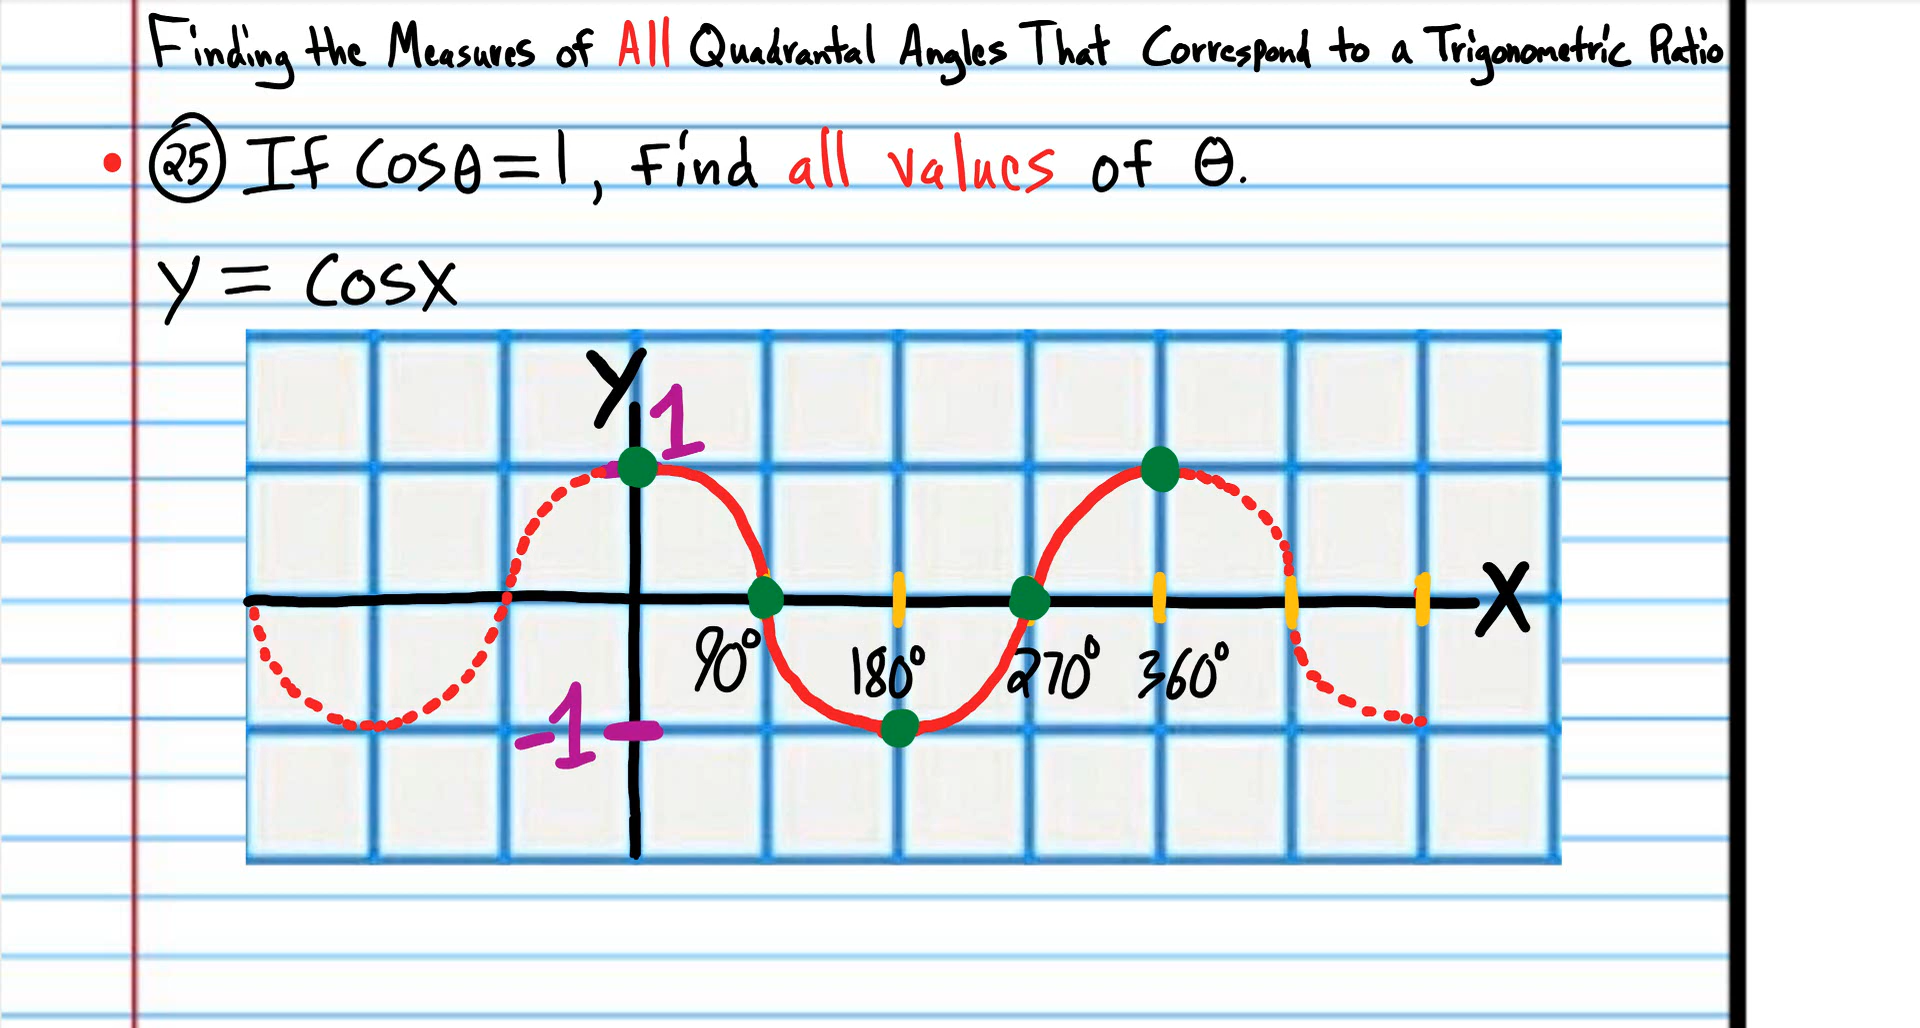 Finding the Measures of All Quadrantal Angles That Correspond to a Trigonometric Ratio
25 If Cosθ=1, Find all values of θ.
y = Cosx
Y
1
X
90° 180° 270° 360°
-1